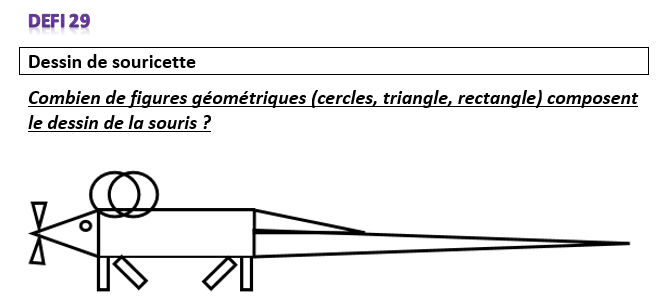 DEFI 29
Dessin de souricette
Combien de figures géométriques (cercles, triangle, rectangle) composent
le dessin de la souris ?